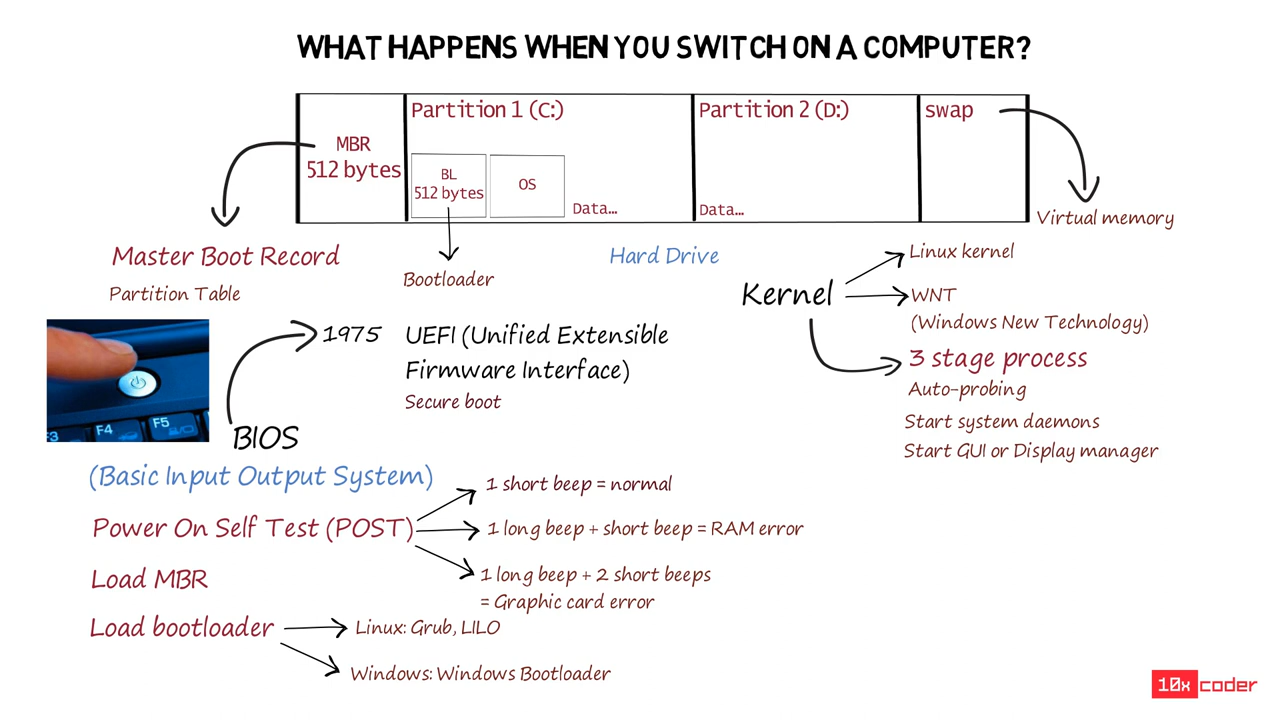 WHAT HAPPENS WHEN YOU SWITCH ON A COMPUTER?
MBR
512 bytes
Partition 1 (C:)
BL
512 bytes
OS
Data...
Partition 2 (D:)
Data...
swap
Virtual memory
Master Boot Record
Partition Table
Bootloader
Hard Drive
Kernel
Linux kernel
WNT
(Windows New Technology)
3 stage process
Auto-probing
Start system daemons
Start GUI or Display manager
1975
UEFI (Unified Extensible
Firmware Interface)
Secure boot
F3
F4
F5
BIOS
(Basic Input Output System)
Power On Self Test (POST)
1 short beep = normal
1 long beep + short beep = RAM error
1 long beep + 2 short beeps
= Graphic card error
Load MBR
Load bootloader
Linux: Grub, LILO
Windows: Windows Bootloader
10x coder